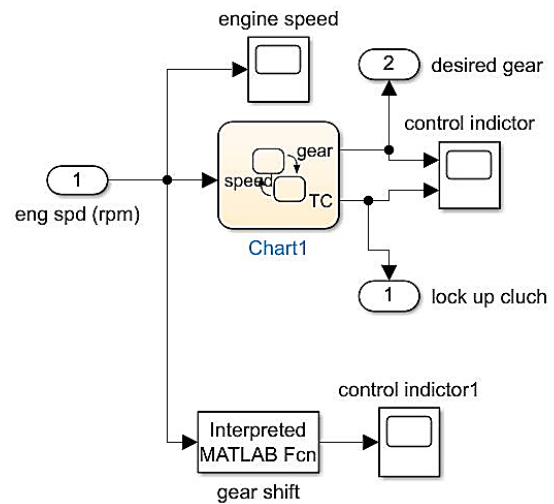 engine speed
2
desired gear
control indictor
gear
speed
TC
Chart1
1
eng spd (rpm)
1
lock up cluch
control indictor1
Interpreted
MATLAB Fcn
gear shift